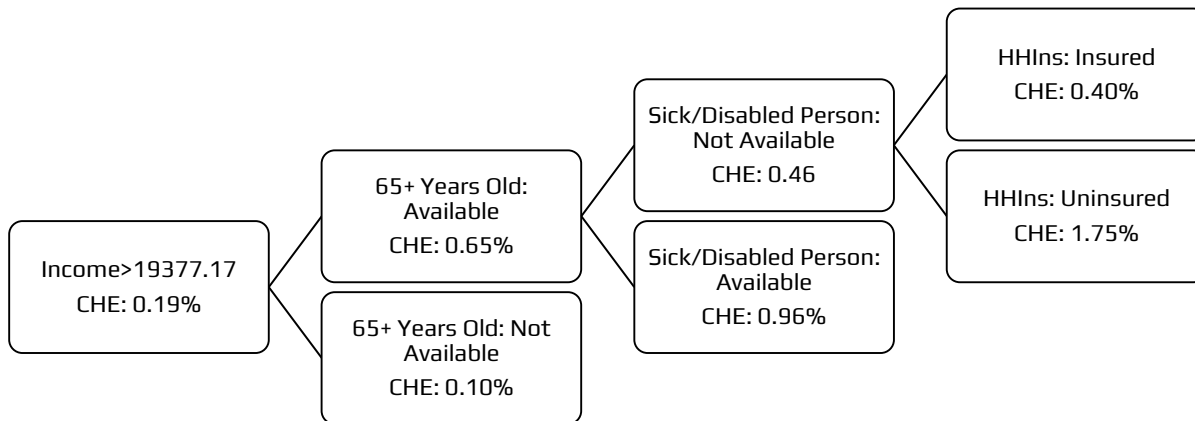 Income>19377.17
CHE: 0.19%
65+ Years Old:
Available
CHE: 0.65%
65+ Years Old: Not
Available
CHE: 0.10%
Sick/Disabled Person:
Not Available
CHE: 0.46
Sick/Disabled Person:
Available
CHE: 0.96%
HHIns: Insured
CHE: 0.40%
HHIns: Uninsured
CHE: 1.75%